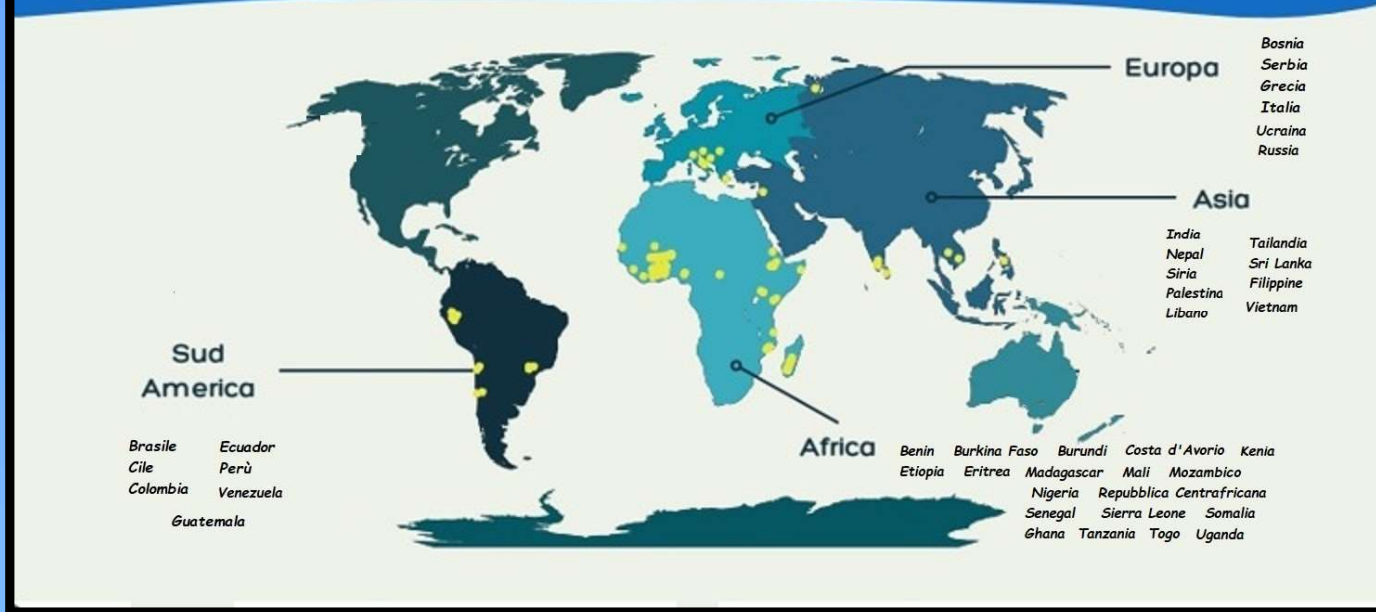 Europa
Bosnia
Serbia
Grecia
Italia
Ucraina
Russia
Asia
India
Nepal
Siria
Palestina
Libano
Tailandia
Sri Lanka
Filippine
Vietnam
Sud
America
Brasile Ecuador
Cile Perù
Colombia Venezuela
Guatemala
Africa
Benin Burkina Faso Burundi Costa d'Avorio Kenia
Etiopia Eritrea Madagascar Mali Mozambico
Nigeria Repubblica Centrafricana
Senegal Sierra Leone Somalia
Ghana Tanzania Togo Uganda